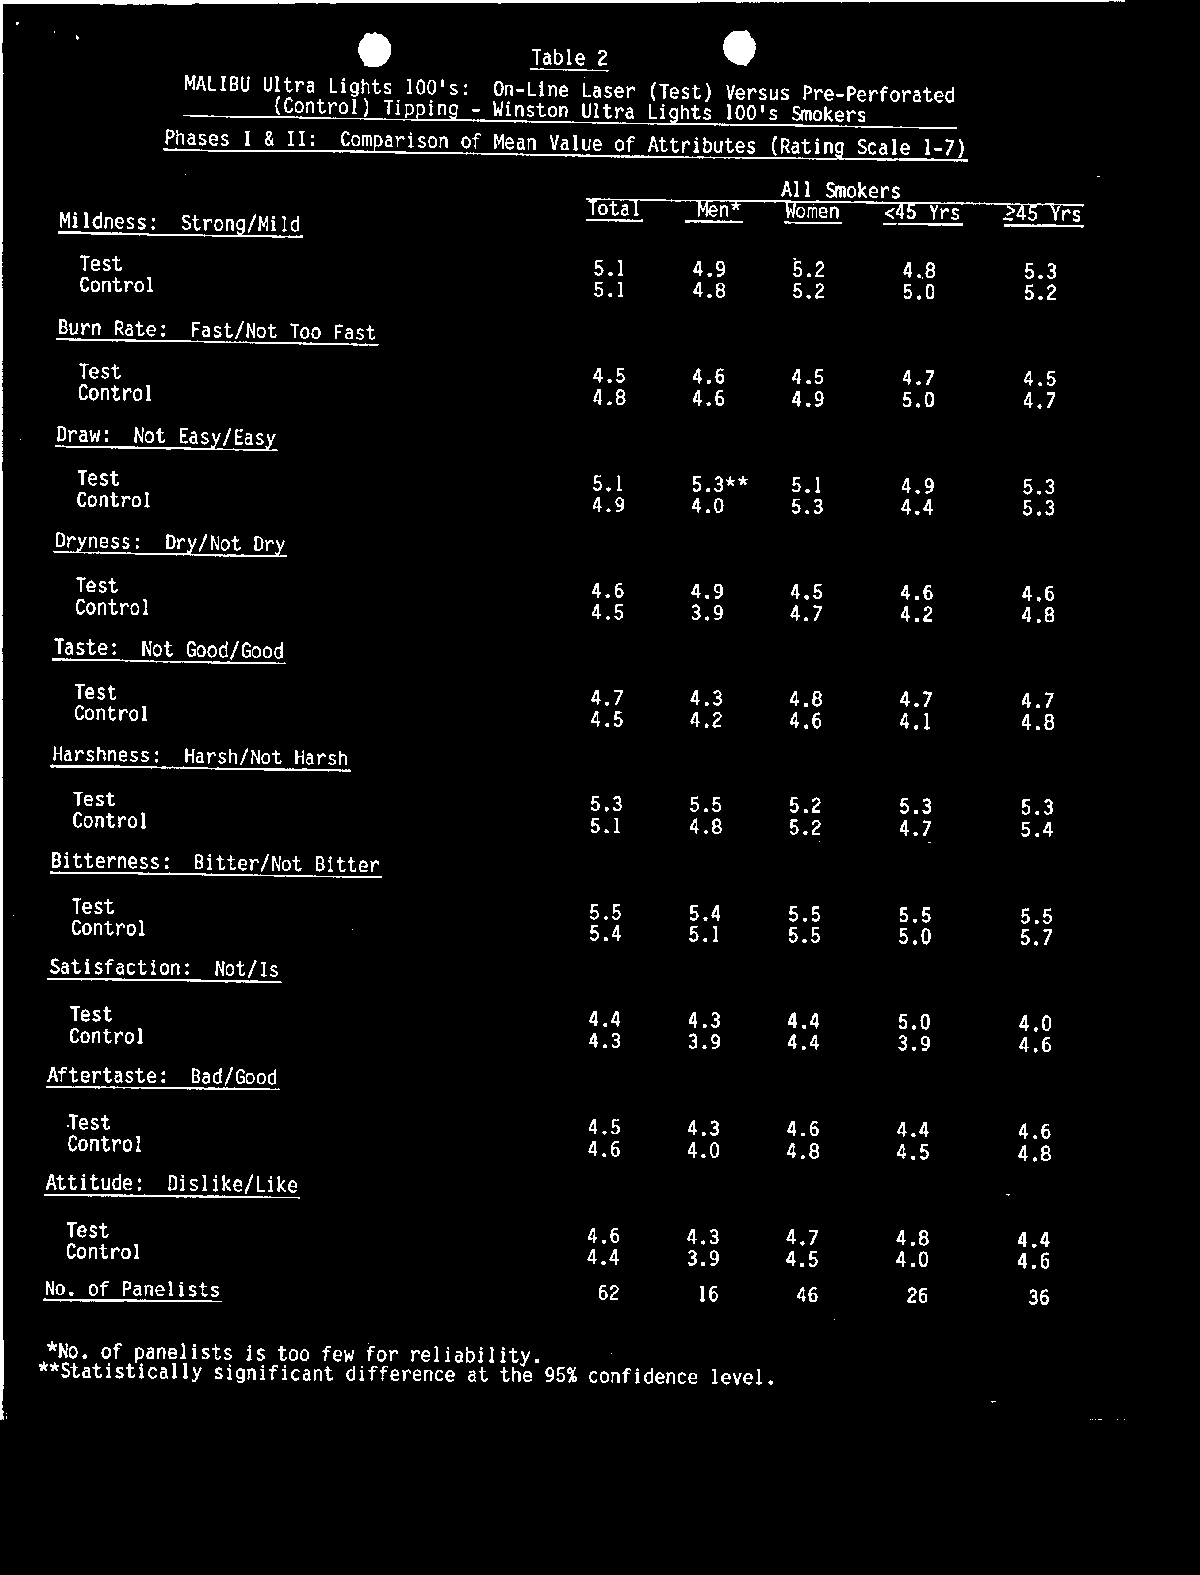 Table 2
MALIBU Ultra Lights 100's: On-Line Laser (Test) Versus Pre-Perforated
(Control) Tipping - Winston Ultra Lights 100's Smokers
Phases I & II: Comparison of Mean Value of Attributes (Rating Scale 1-7)
All Smokers
Total Men* Women <45 Yrs ≥45 Yrs
Mildness: Strong/Mild
Test 5.1 4.9 5.2 4.8 5.3
Control 5.1 4.8 5.2 5.0 5.2
Burn Rate: Fast/Not Too Fast
Test 4.5 4.6 4.5 4.7 4.5
Control 4.8 4.6 4.9 5.0 4.7
Draw: Not Easy/Easy
Test 5.1 5.3** 5.1 4.9 5.3
Control 4.9 4.0 5.3 4.4 5.3
Dryness: Dry/Not Dry
Test 4.6 4.9 4.5 4.6 4.6
Control 4.5 3.9 4.7 4.2 4.8
Taste: Not Good/Good
Test 4.7 4.3 4.8 4.7 4.7
Control 4.5 4.2 4.6 4.1 4.8
Harshness: Harsh/Not Harsh
Test 5.3 5.5 5.2 5.3 5.3
Control 5.1 4.8 5.2 4.7 5.4
Bitterness: Bitter/Not Bitter
Test 5.5 5.4 5.5 5.5 5.5
Control 5.4 5.1 5.5 5.0 5.7
Satisfaction: Not/Is
Test 4.4 4.3 4.4 5.0 4.0
Control 4.3 3.9 4.4 3.9 4.6
Aftertaste: Bad/Good
Test 4.5 4.3 4.6 4.4 4.6
Control 4.6 4.0 4.8 4.5 4.8
Attitude: Dislike/Like
Test 4.6 4.3 4.7 4.8 4.4
Control 4.4 3.9 4.5 4.0 4.6
No. of Panelists 62 16 46 26 36
*No. of panelists is too few for reliability.
**Statistically significant difference at the 95% confidence level.